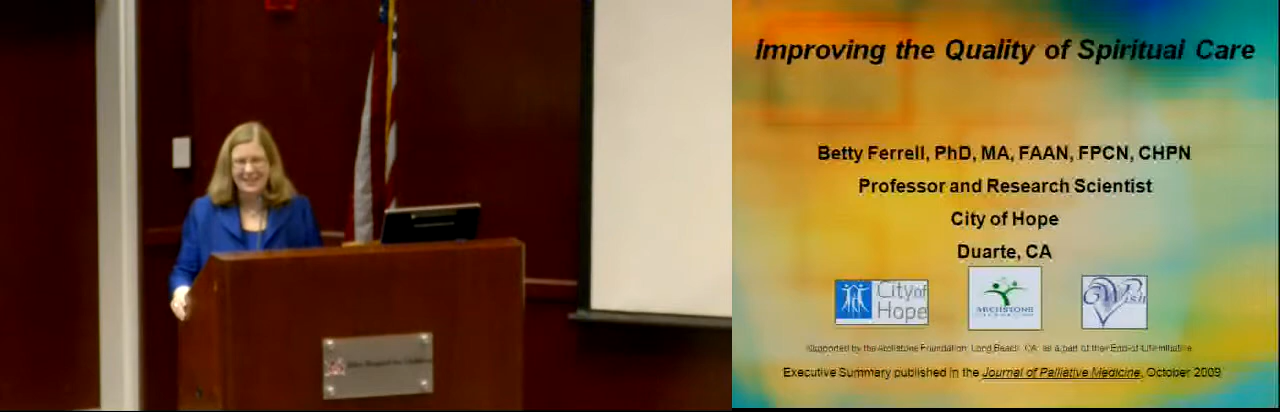 Improving the Quality of Spiritual Care
Betty Ferrell, PhD, MA, FAAN, FPCN, CHPN
Professor and Research Scientist
City of Hope
Duarte, CA
City of
Hope
ARCHSTONE
Wish
Supported by the Archstone Foundation, Long Beach, CA, as a part of their End-of-Life Initiative
Executive Summary published in the Journal of Palliative Medicine, October 2009